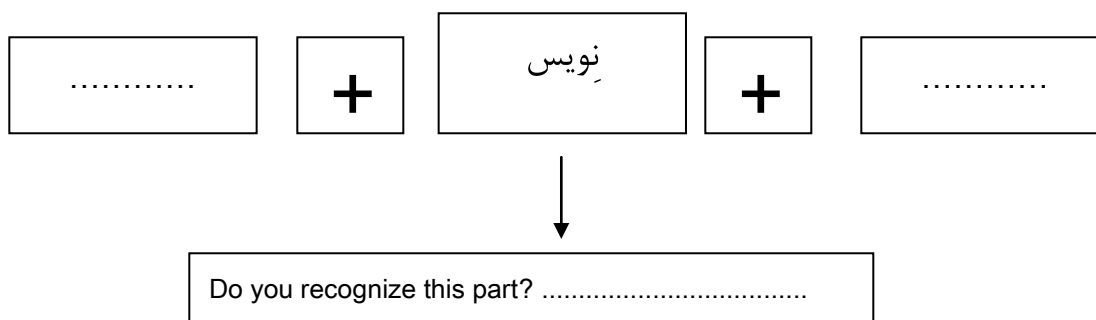 ............ + نِویس + ............
Do you recognize this part? ....................................